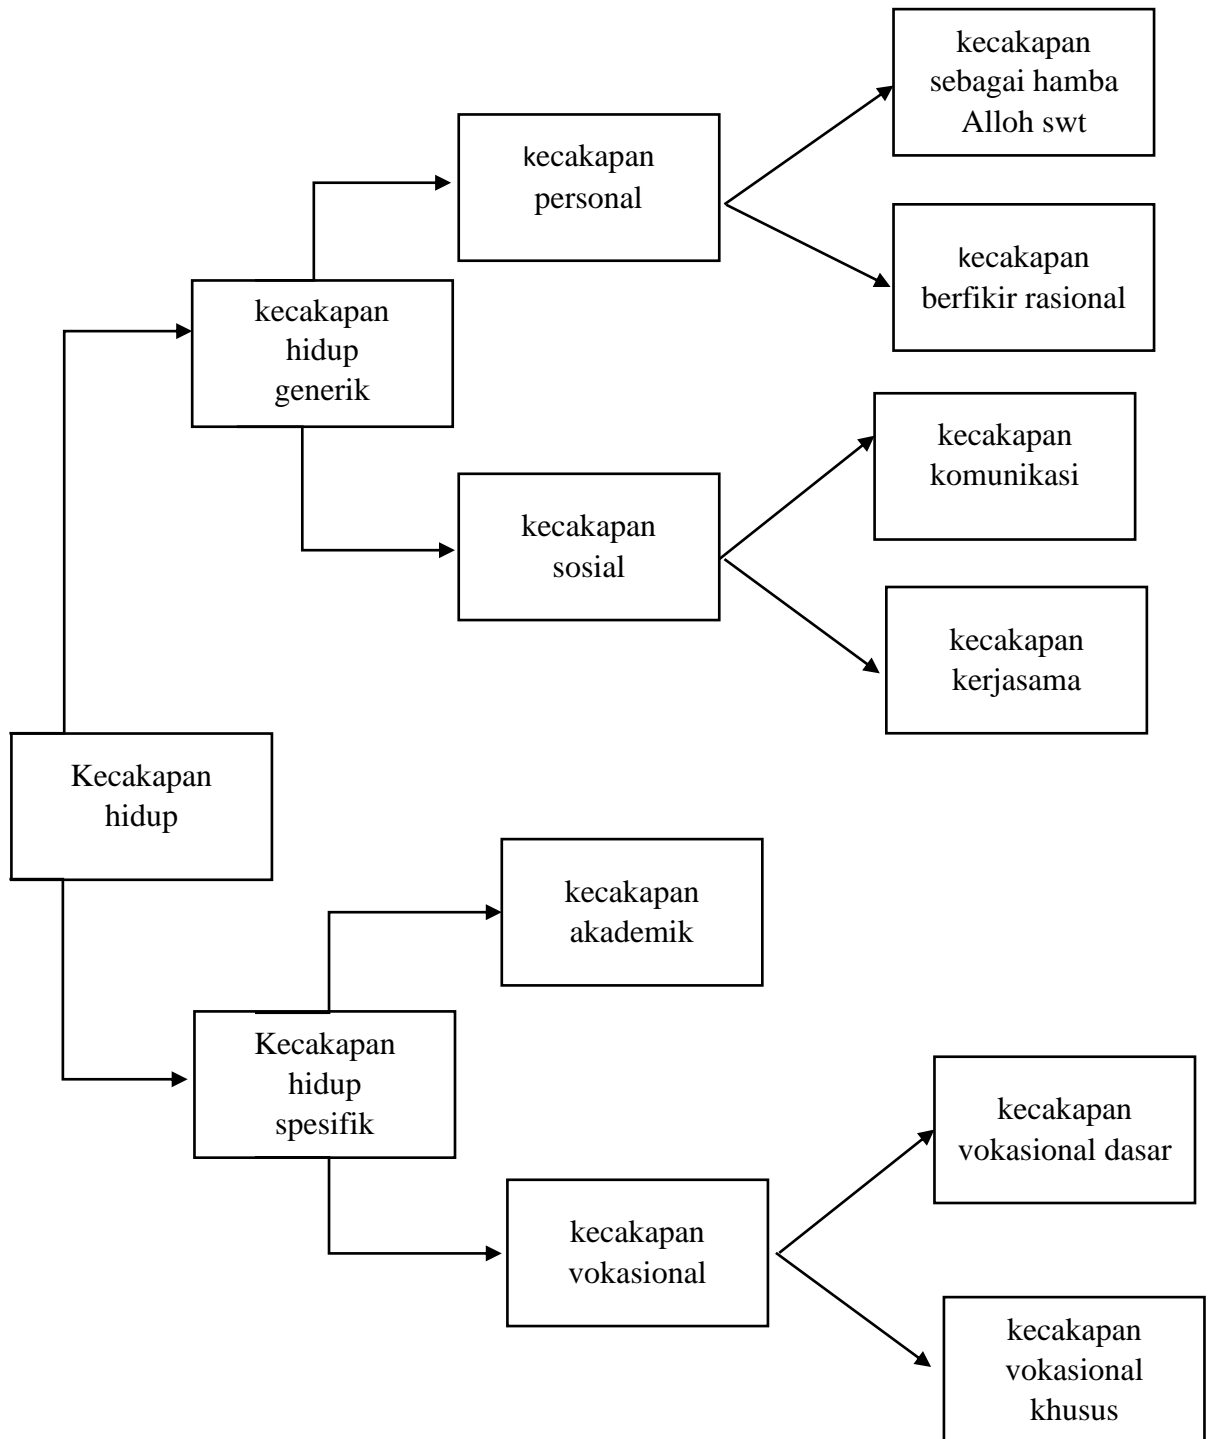 kecakapan
sebagai hamba
Alloh swt
kecakapan
personal
kecakapan
berfikir rasional
kecakapan
hidup
generik
kecakapan
komunikasi
kecakapan
sosial
kecakapan
kerjasama
Kecakapan
hidup
kecakapan
akademik
Kecakapan
hidup
spesifik
kecakapan
vokasional dasar
kecakapan
vokasional
kecakapan
vokasional
khusus